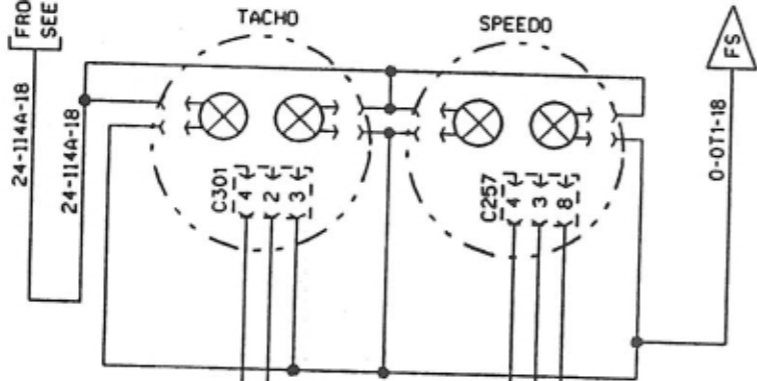 FRO
SEE
TACHO
SPEEDO
FS
24-114A-18
24-114A-18
0-0T1-18
C301
4
2
3
C257
4
3
8